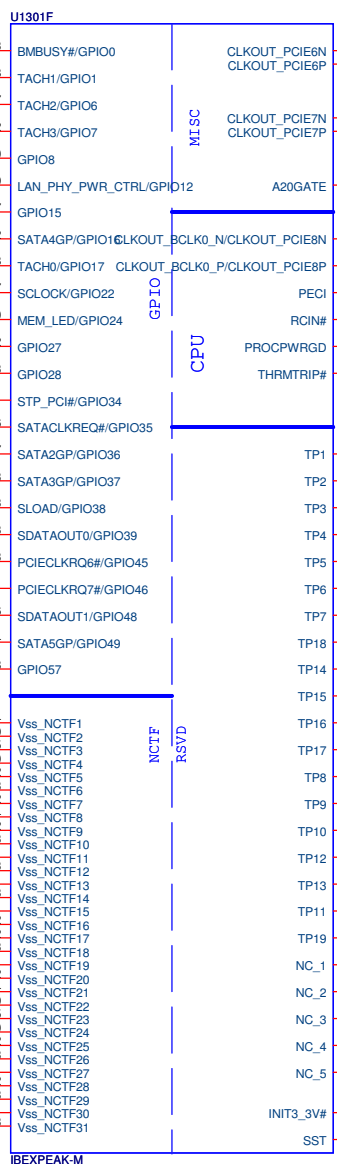 U1301F
BMBUSY#/GPIO0
TACH1/GPIO1
TACH2/GPIO6
TACH3/GPIO7
GPIO8
LAN_PHY_PWR_CTRL/GPIO12
GPIO15
SATA4GP/GPIO16
TACH0/GPIO17
SCLOCK/GPIO22
MEM_LED/GPIO24
GPIO27
GPIO28
STP_PCI#/GPIO34
SATACLKREQ#/GPIO35
SATA2GP/GPIO36
SATA3GP/GPIO37
SLOAD/GPIO38
SDATAOUT0/GPIO39
PCIECLKRQ6#/GPIO45
PCIECLKRQ7#/GPIO46
SDATAOUT1/GPIO48
SATA5GP/GPIO49
GPIO57
GPIO
Vss_NCTF1
Vss_NCTF2
Vss_NCTF3
Vss_NCTF4
Vss_NCTF5
Vss_NCTF6
Vss_NCTF7
Vss_NCTF8
Vss_NCTF9
Vss_NCTF10
Vss_NCTF11
Vss_NCTF12
Vss_NCTF13
Vss_NCTF14
Vss_NCTF15
Vss_NCTF16
Vss_NCTF17
Vss_NCTF18
Vss_NCTF19
Vss_NCTF20
Vss_NCTF21
Vss_NCTF22
Vss_NCTF23
Vss_NCTF24
Vss_NCTF25
Vss_NCTF26
Vss_NCTF27
Vss_NCTF28
Vss_NCTF29
Vss_NCTF30
Vss_NCTF31
NCTF
CLKOUT_PCIE6N
CLKOUT_PCIE6P
CLKOUT_PCIE7N
CLKOUT_PCIE7P
A20GATE
MISC
CLKOUT_BCLK0_N/CLKOUT_PCIE8N
CLKOUT_BCLK0_P/CLKOUT_PCIE8P
PECI
RCIN#
PROCPWRGD
THRMTRIP#
CPU
TP1
TP2
TP3
TP4
TP5
TP6
TP7
TP18
TP14
TP15
TP16
TP17
TP8
TP9
TP10
TP12
TP13
TP11
TP19
NC_1
NC_2
NC_3
NC_4
NC_5
INIT3_3V#
SST
RSVD
IBEXPEAK-M